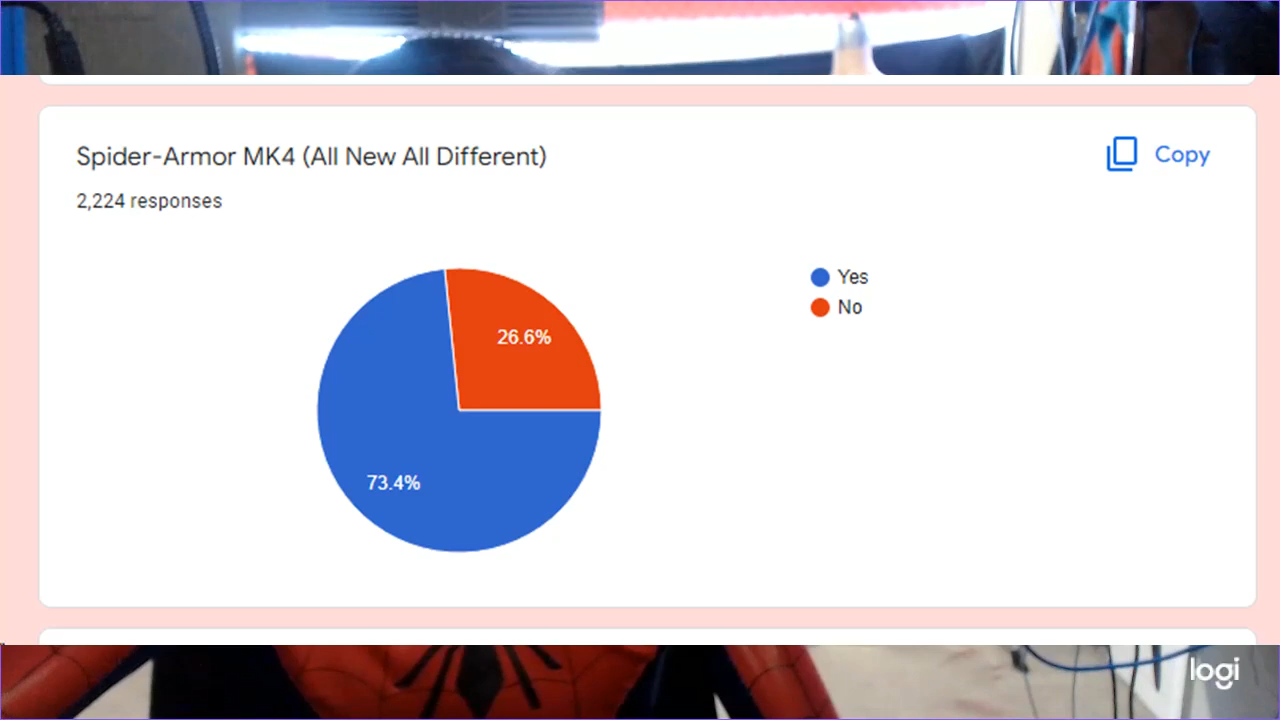 Spider-Armor MK4 (All New All Different)
Copy
2,224 responses
Yes
No
26.6%
73.4%
logi